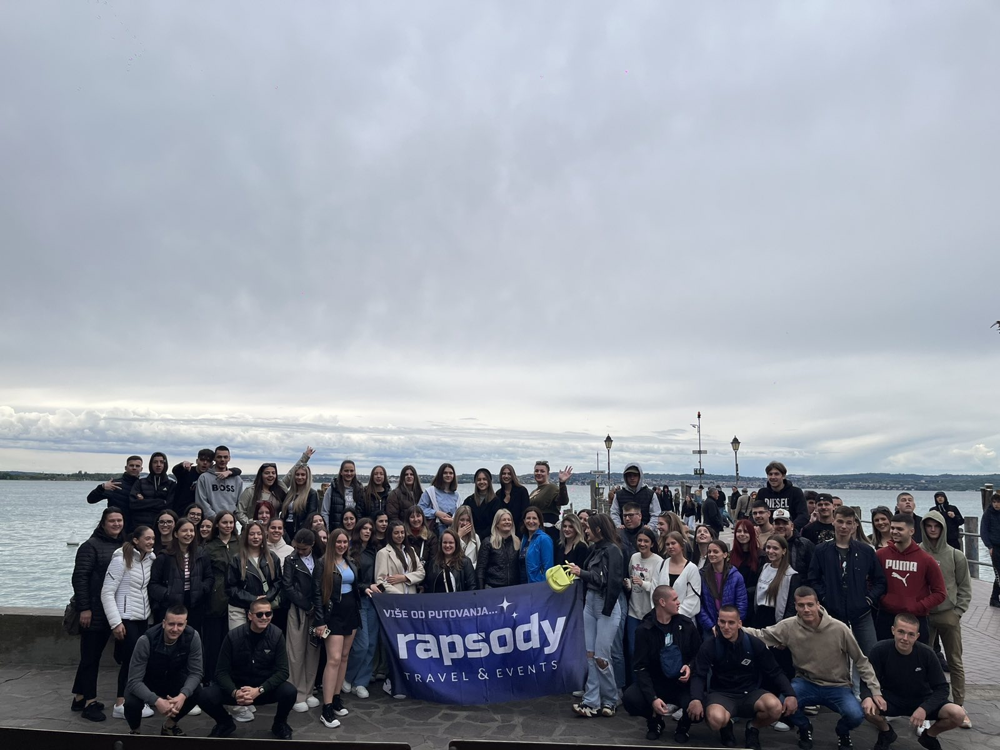 BOSS
DIESEL
PUMA
VIŠE OD PUTOVANJA...
rapsody
TRAVEL & EVENTS